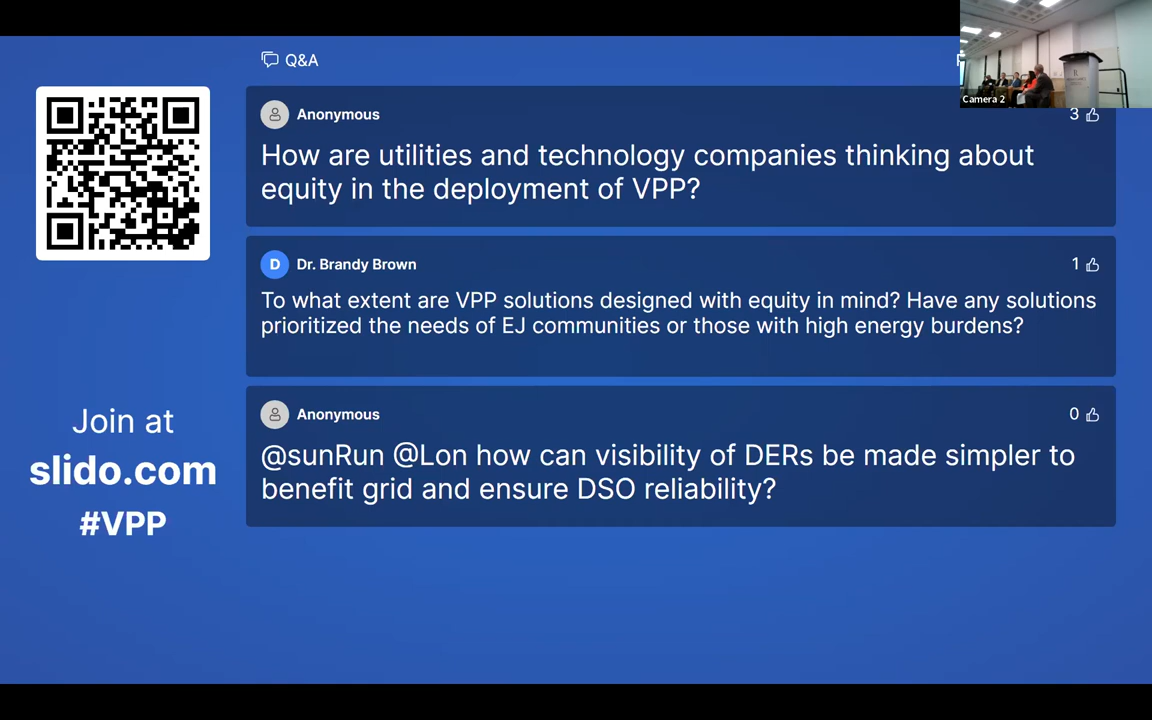 Q&A
Anonymous
3
How are utilities and technology companies thinking about
equity in the deployment of VPP?
D
Dr. Brandy Brown
1
To what extent are VPP solutions designed with equity in mind? Have any solutions
prioritized the needs of EJ communities or those with high energy burdens?
Anonymous
0
@sunRun @Lon how can visibility of DERs be made simpler to
benefit grid and ensure DSO reliability?
Join at
slido.com
#VPP
Camera 2